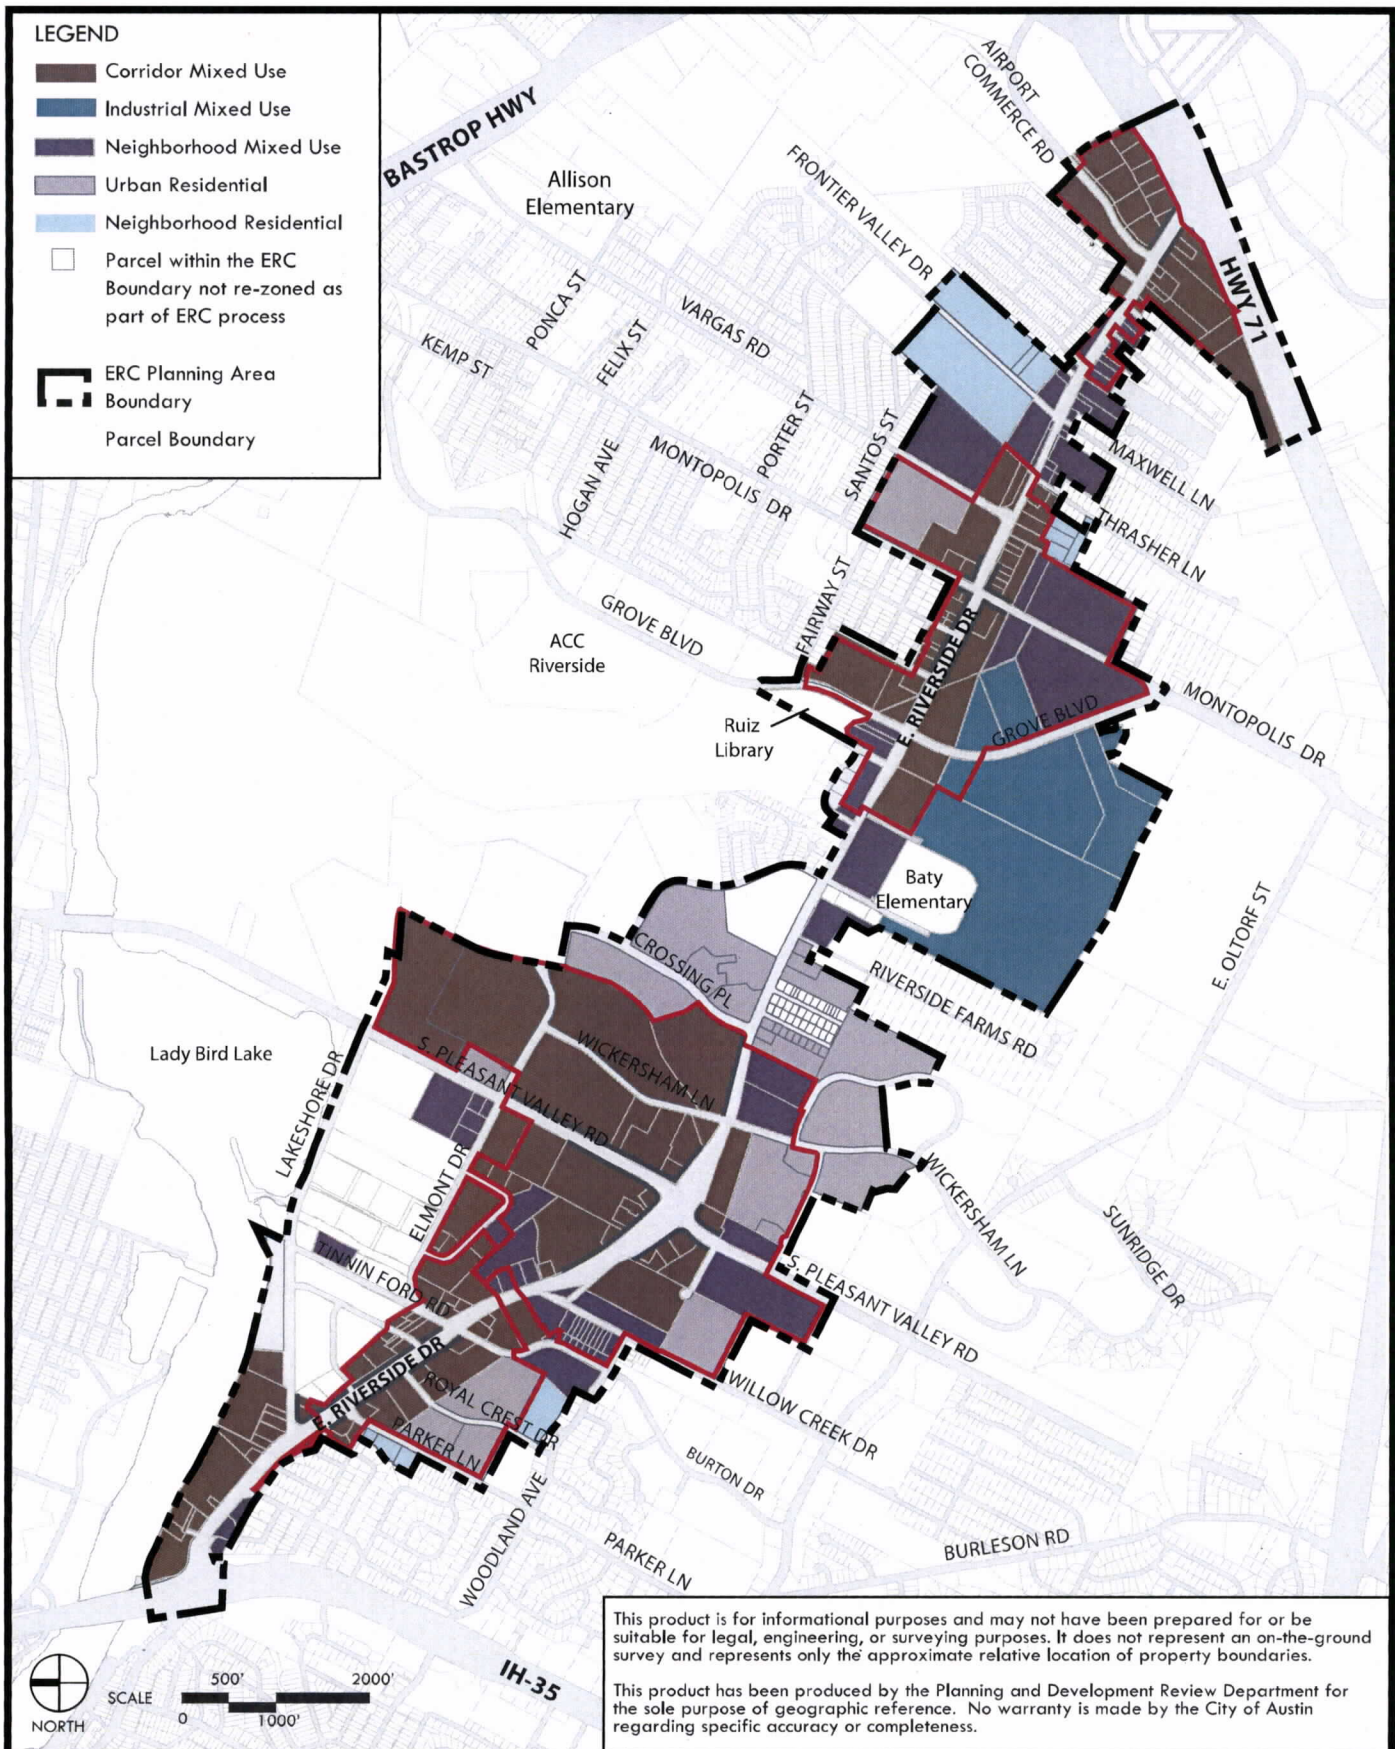 LEGEND
Corridor Mixed Use
Industrial Mixed Use
Neighborhood Mixed Use
Urban Residential
Neighborhood Residential
Parcel within the ERC
Boundary not re-zoned as
part of ERC process
ERC Planning Area
Boundary
Parcel Boundary
BASTROP HWY
AIRPORT
COMMERCE RD
Allison
Elementary
FRONTIER VALLEY DR
HWY 71
PONCA ST
VARGAS RD
FELIX ST
KEMP ST
PORTER ST
SANTOS ST
HOGAN AVE
MONTOPOLIS DR
MAXWELL LN
THRASHER LN
FAIRWAY ST
GROVE BLVD
ACC
Riverside
E. RIVERSIDE DR
Ruiz
Library
GROVE BLVD
MONTOPOLIS DR
Baty
Elementary
E. OLTORF ST
CROSSING PL
RIVERSIDE FARMS RD
Lady Bird Lake
LAKESHORE DR
S. PLEASANT VALLEY RD
WICKERSHAM LN
ELMONT DR
WICKERSHAM LN
SUNRIDGE DR
TINNIN FORD RD
S. PLEASANT VALLEY RD
E. RIVERSIDE DR
ROYAL CREST DR
PARKER LN
WILLOW CREEK DR
BURTON DR
WOODLAND AVE
PARKER LN
BURLESON RD
IH-35
NORTH
SCALE
500'
2000'
0
1000'
This product is for informational purposes and may not have been prepared for or be
suitable for legal, engineering, or surveying purposes. It does not represent an on-the-ground
survey and represents only the approximate relative location of property boundaries.
This product has been produced by the Planning and Development Review Department for
the sole purpose of geographic reference. No warranty is made by the City of Austin
regarding specific accuracy or completeness.